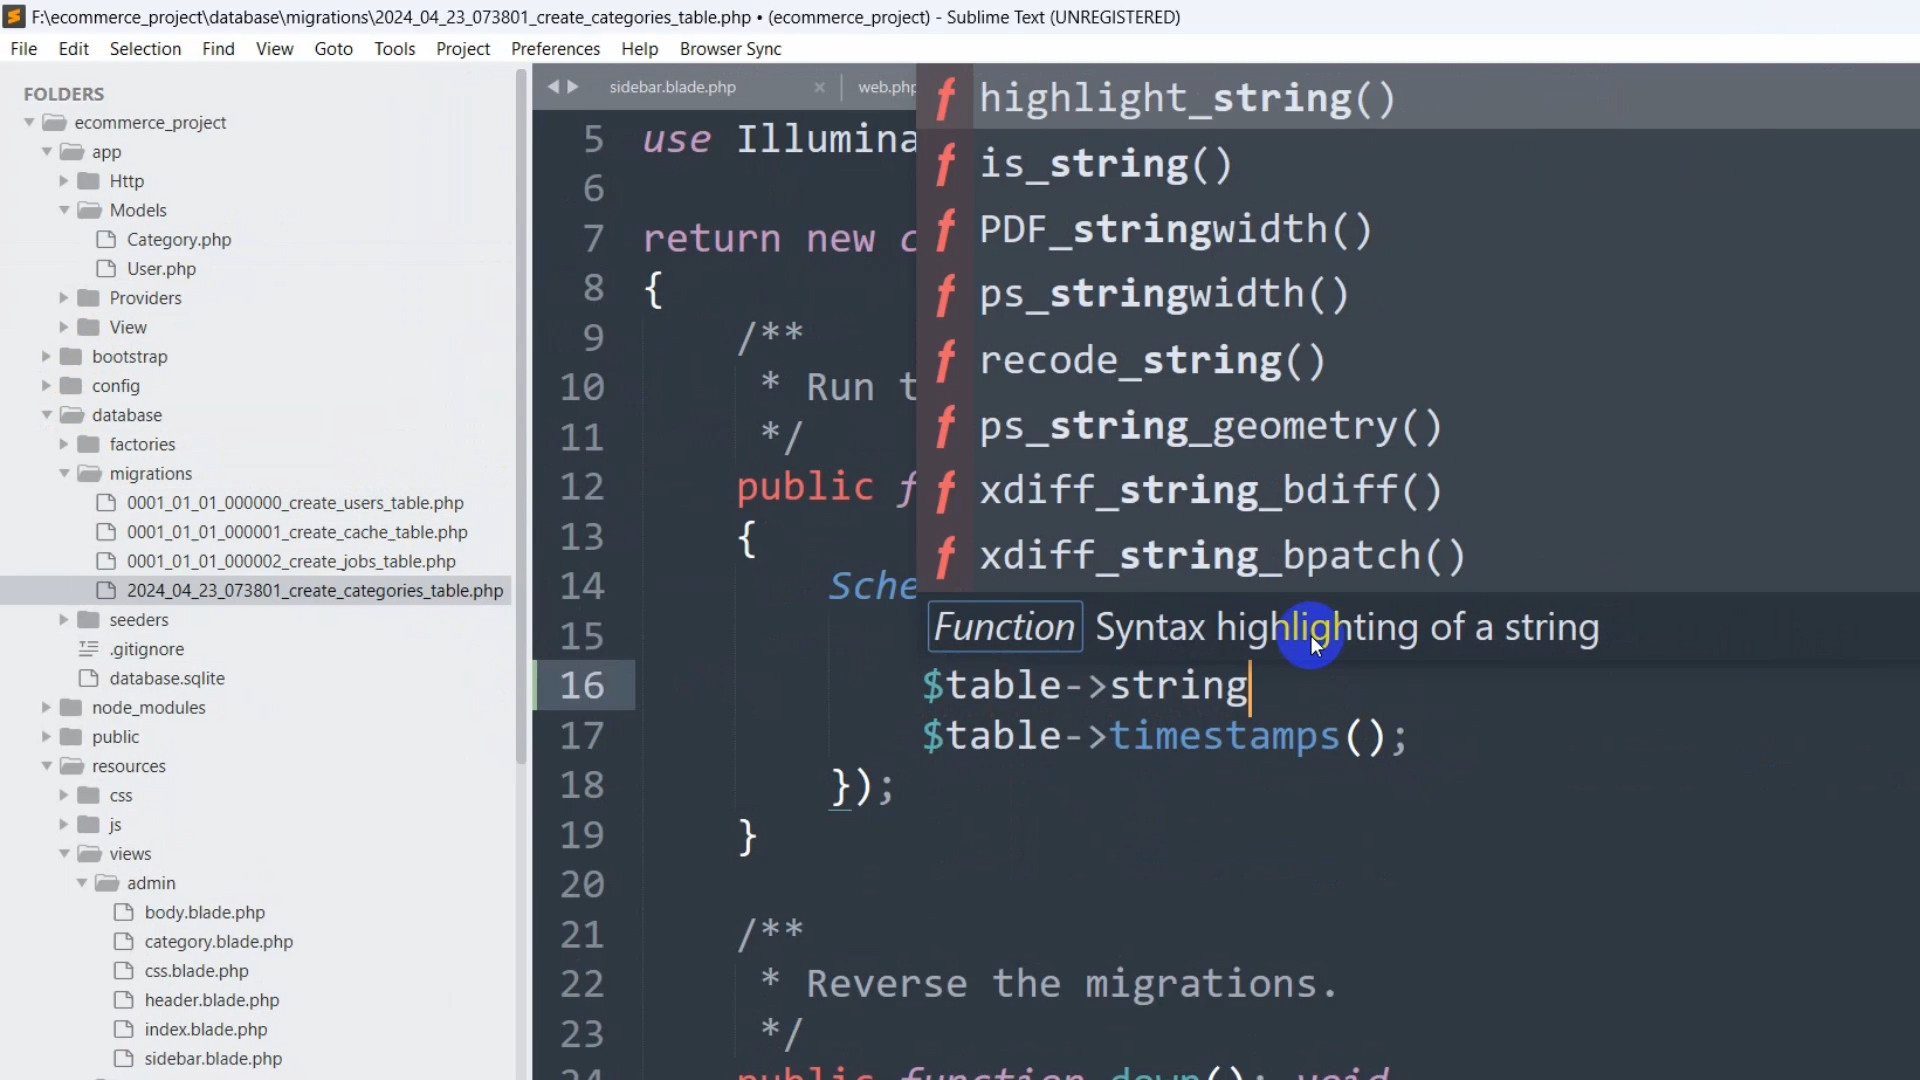 F:\ecommerce_project\database\migrations\2024_04_23_073801_create_categories_table.php • (ecommerce_project) - Sublime Text (UNREGISTERED)
File Edit Selection Find View Goto Tools Project Preferences Help Browser Sync
FOLDERS
ecommerce_project
app
Http
Models
Category.php
User.php
Providers
View
bootstrap
config
database
factories
migrations
0001_01_01_000000_create_users_table.php
0001_01_01_000001_create_cache_table.php
0001_01_01_000002_create_jobs_table.php
2024_04_23_073801_create_categories_table.php
seeders
.gitignore
database.sqlite
node_modules
public
resources
css
js
views
admin
body.blade.php
category.blade.php
css.blade.php
header.blade.php
index.blade.php
sidebar.blade.php
sidebar.blade.php × web.php
5 use Illumina
6
7 return new c
8 {
9 /**
10 * Run t
11 */
12 public f
13 {
14 Sche
15
16 $table->string
17 $table->timestamps();
18 });
19 }
20
21 /**
22 * Reverse the migrations.
23 */
24 public function down(): void
f highlight_string()
f is_string()
f PDF_stringwidth()
f ps_stringwidth()
f recode_string()
f ps_string_geometry()
f xdiff_string_bdiff()
f xdiff_string_bpatch()
Function Syntax highlighting of a string